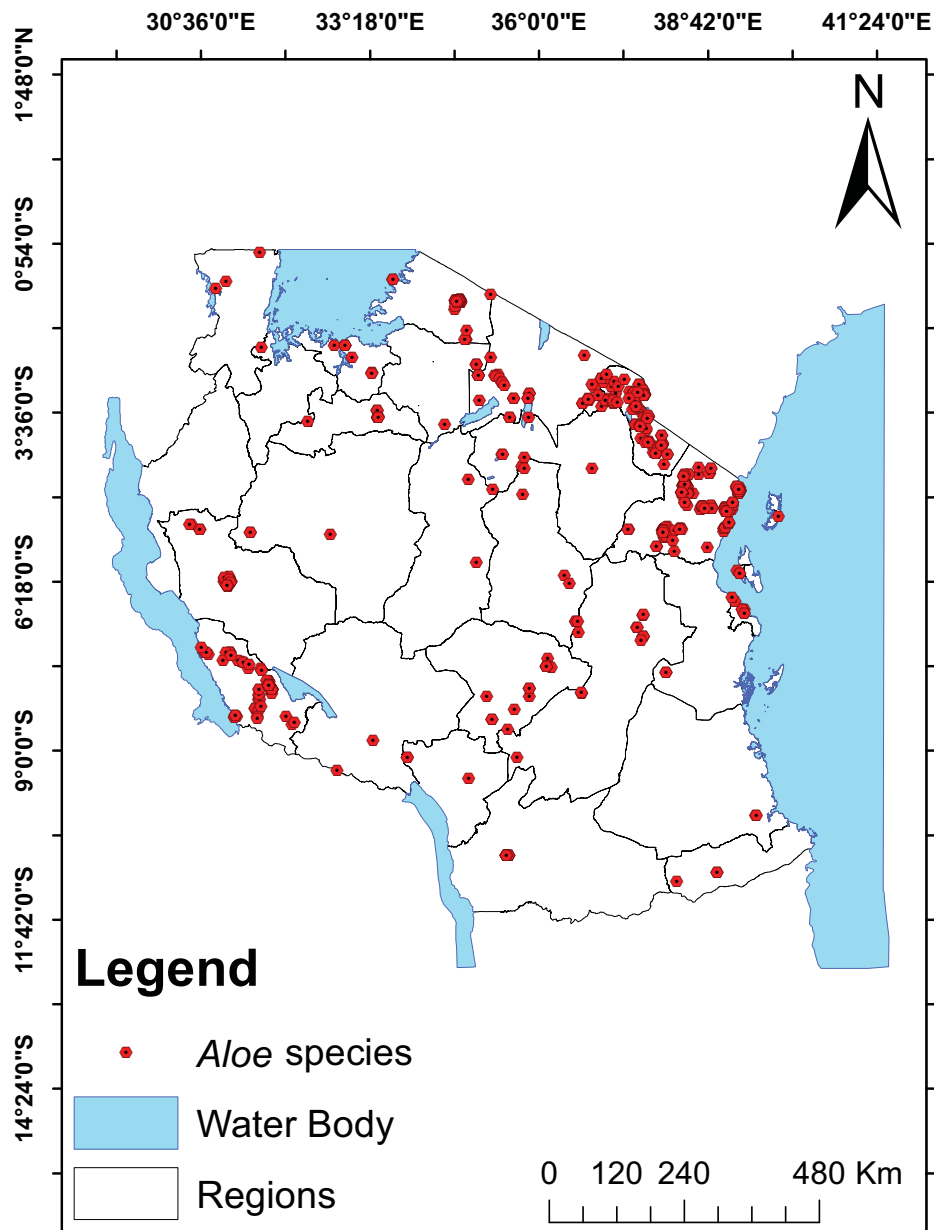 30°36'0"E 33°18'0"E 36°0'0"E 38°42'0"E 41°24'0"E
1°48'0"N
0°54'0"S
3°36'0"S
6°18'0"S
9°0'0"S
11°42'0"S
14°24'0"S
N
Legend
Aloe species
Water Body
Regions
0 120 240 480 Km